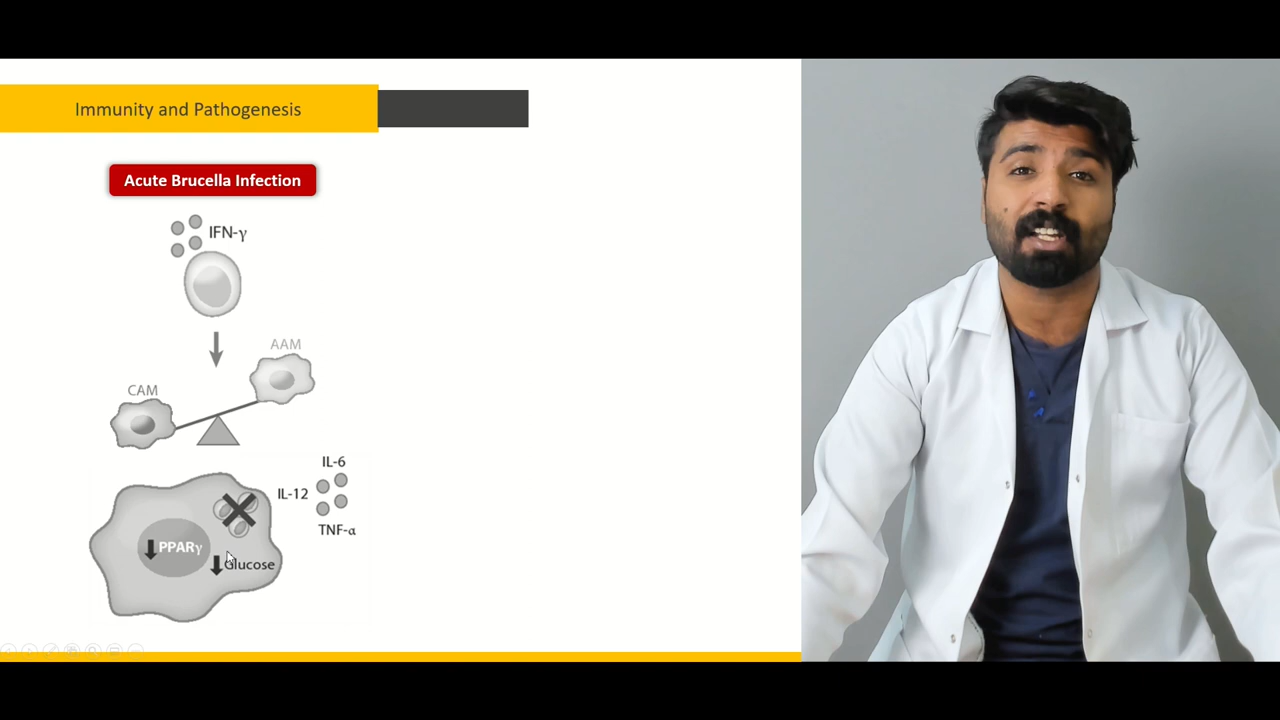 Immunity and Pathogenesis
Acute Brucella Infection
IFN-γ
AAM
CAM
IL-6
IL-12
TNF-α
PPARγ
Glucose